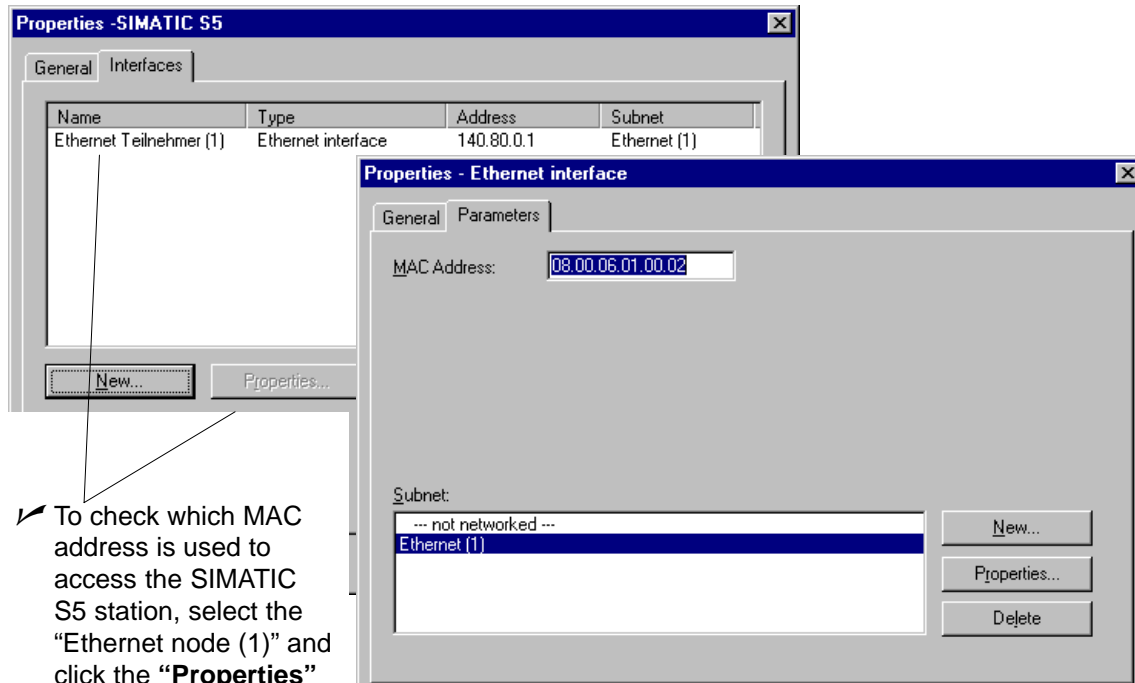 Properties -SIMATIC S5
General Interfaces
Name Type Address Subnet
Ethernet Teilnehmer (1) Ethernet interface 140.80.0.1 Ethernet (1)
New... Properties...
Properties - Ethernet interface
General Parameters
MAC Address: 08.00.06.01.00.02
Subnet:
--- not networked ---
Ethernet (1)
New...
Properties...
Delete
To check which MAC
address is used to
access the SIMATIC
S5 station, select the
“Ethernet node (1)” and
click the “Properties”